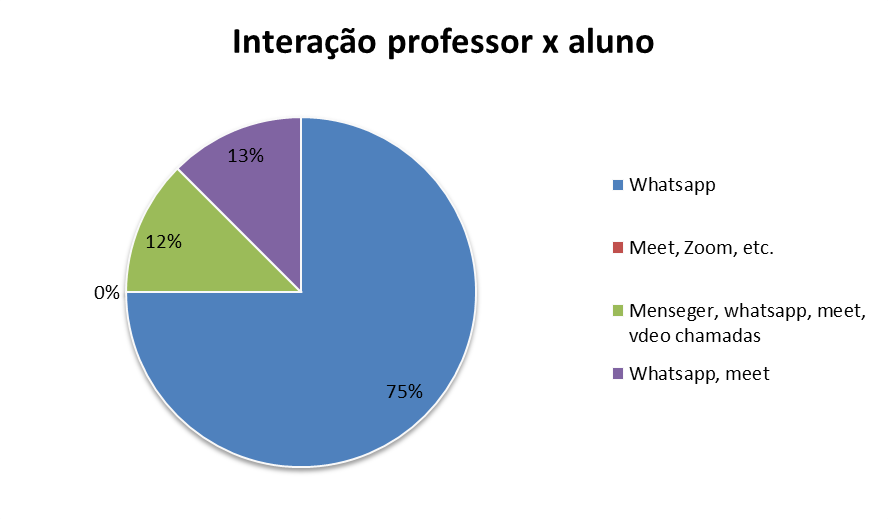 Interação professor x aluno
13%
12%
0%
75%
Whatsapp
Meet, Zoom, etc.
Menseger, whatsapp, meet,
vdeo chamadas
Whatsapp, meet